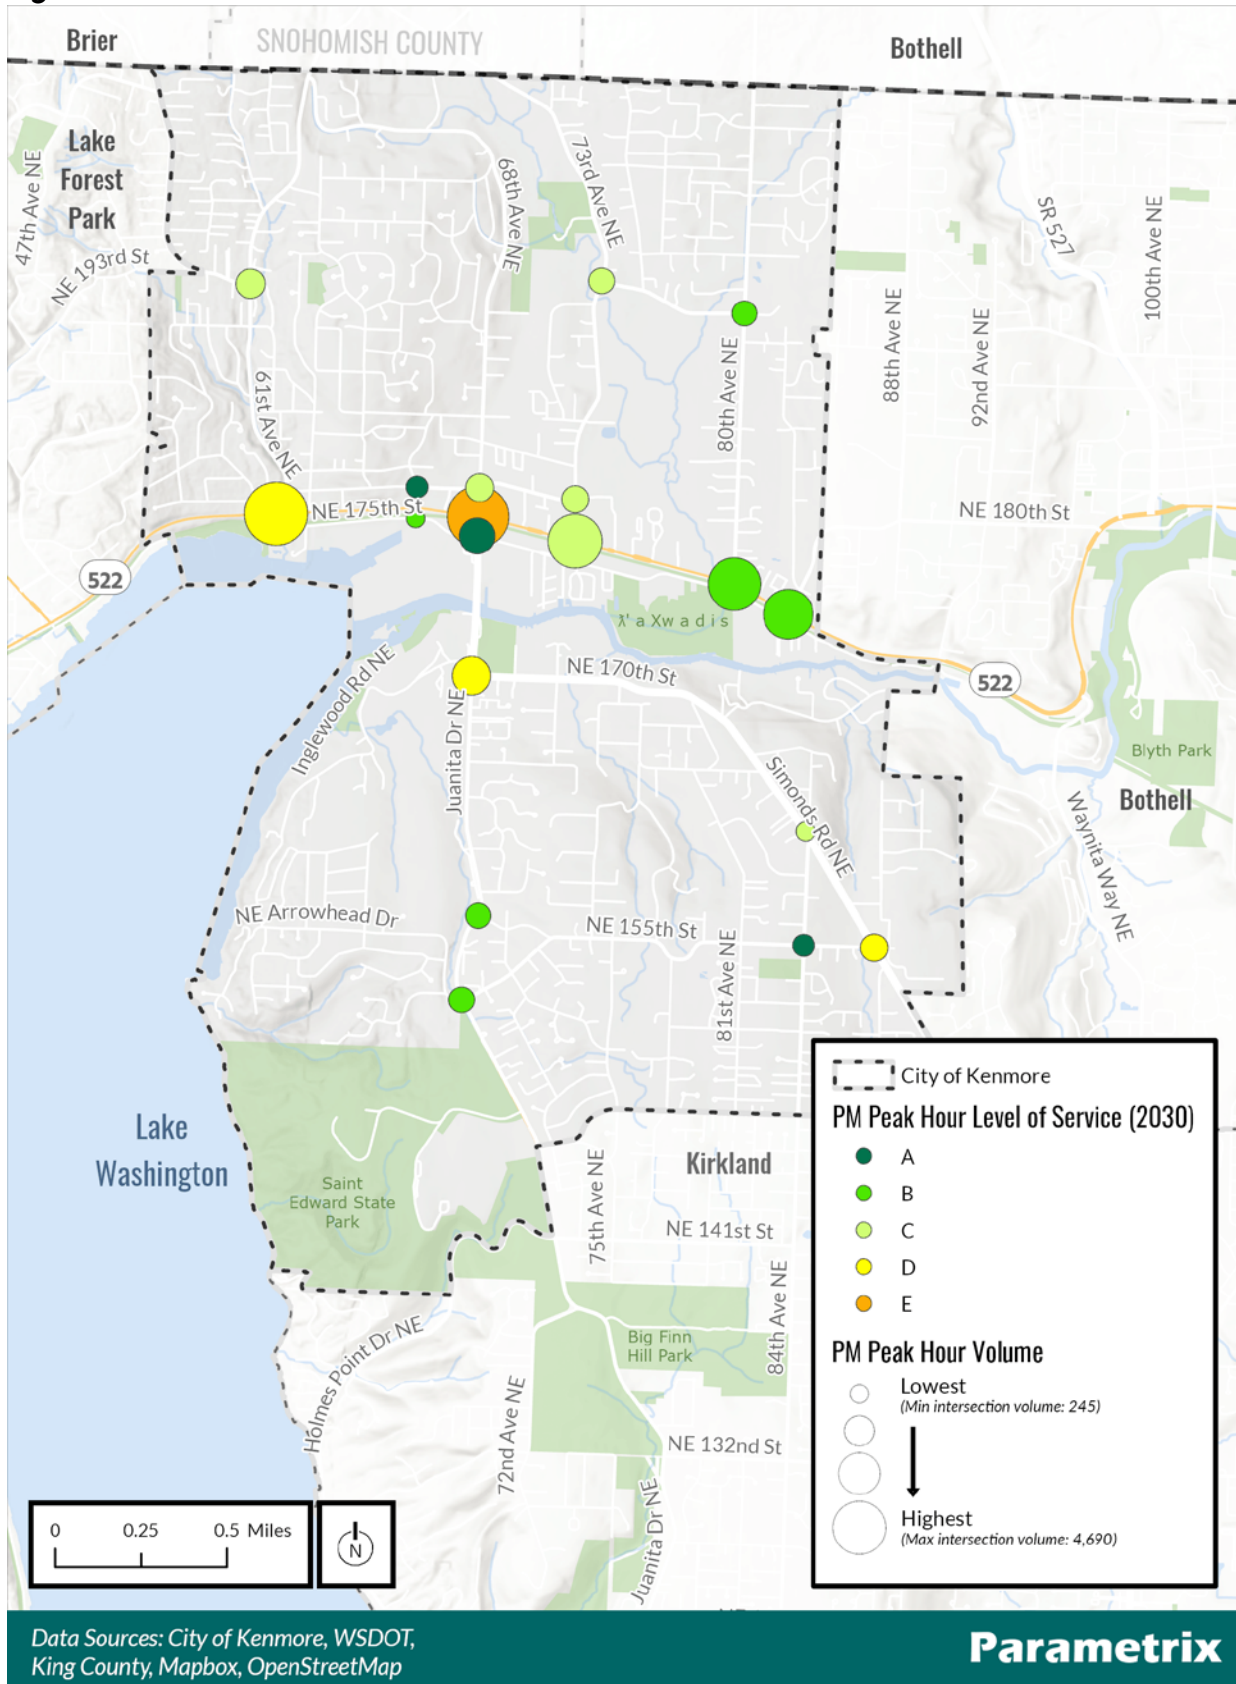 Brier
SNOHOMISH COUNTY
Bothell
Lake
Forest
Park
47th Ave NE
NE 193rd St
68th Ave NE
73rd Ave NE
SR 527
100th Ave NE
88th Ave NE
92nd Ave NE
80th Ave NE
61st Ave NE
NE 175th St
NE 180th St
522
ƛ' a Xw a d i s
NE 170th St
522
Inglewood Rd NE
Juanita Dr NE
Simonds Rd NE
Blyth Park
Bothell
Waynita Way NE
NE Arrowhead Dr
NE 155th St
81st Ave NE
Lake
Washington
Saint
Edward State
Park
Kirkland
75th Ave NE
NE 141st St
84th Ave NE
Big Finn
Hill Park
Holmes Point Dr NE
72nd Ave NE
NE 132nd St
Juanita Dr NE
City of Kenmore
PM Peak Hour Level of Service (2030)
A
B
C
D
E
PM Peak Hour Volume
Lowest
(Min intersection volume: 245)
Highest
(Max intersection volume: 4,690)
0 0.25 0.5 Miles
N
Data Sources: City of Kenmore, WSDOT,
King County, Mapbox, OpenStreetMap
Parametrix